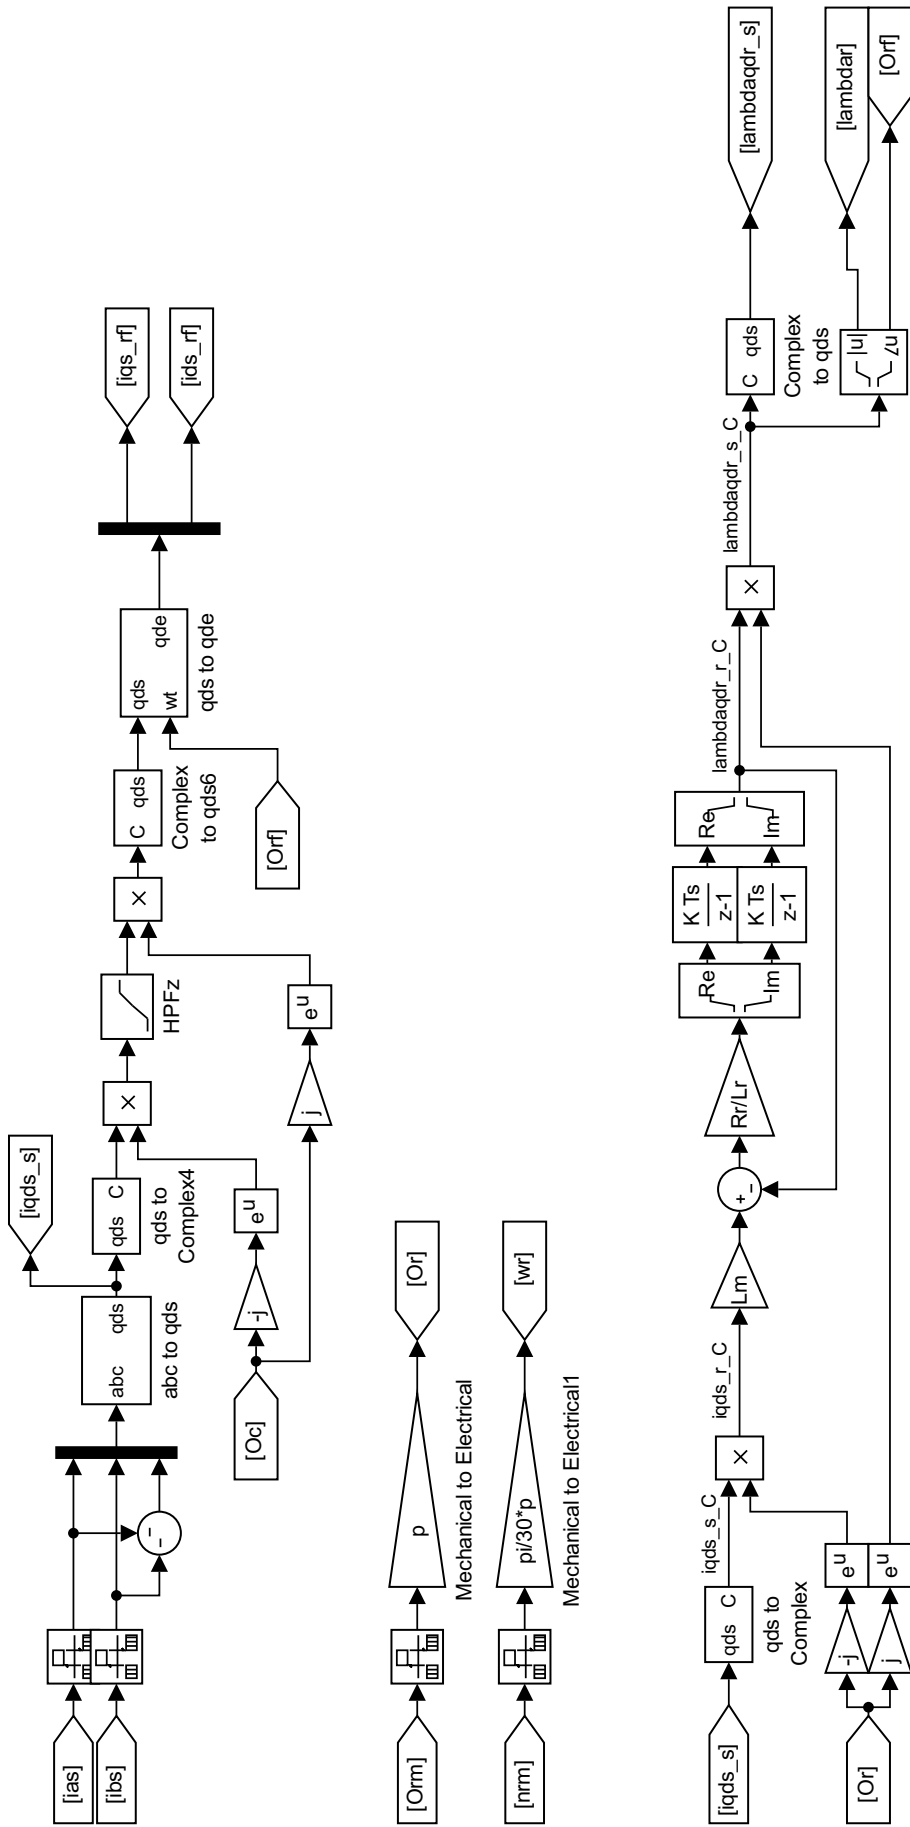 [ias]
[ibs]
abc
qds
abc to qds
[iqds_s]
qds
C
qds to
Complex4
×
HPFz
×
C
qds
Complex
to qds6
qds
wt
qde
qds to qde
[iqs_rf]
[ids_rf]
[Oc]
-j
e^u
j
e^u
[Orf]
-
-
[Orm]
p
[Or]
Mechanical to Electrical
[nrm]
pi/30*p
[wr]
Mechanical to Electrical1
[iqds_s]
qds
C
qds to
Complex
iqds_s_C
×
iqds_r_C
Lm
+
-
Rr/Lr
Re
Im
K Ts
z-1
K Ts
z-1
Re
Im
lambdaqdr_r_C
×
lambdaqdr_s_C
C
qds
Complex
to qds
[lambdaqdr_s]
|u|
∠u
[lambdar]
[Orf]
[Or]
-j
e^u
j
e^u